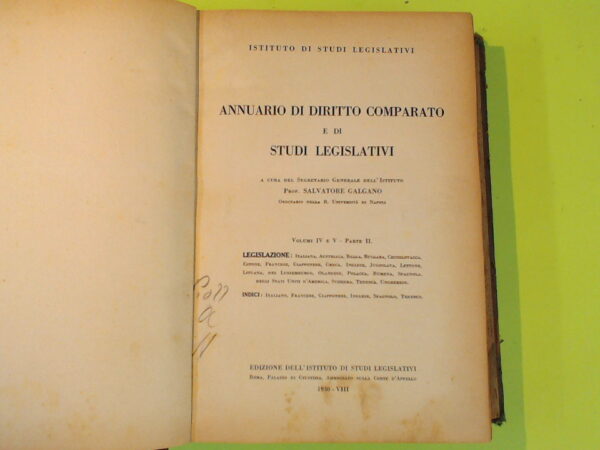 ISTITUTO DI STUDI LEGISLATIVI
ANNUARIO DI DIRITTO COMPARATO
E DI
STUDI LEGISLATIVI
A CURA DEL SEGRETARIO GENERALE DELL'ISTITUTO
PROF. SALVATORE GALGANO
ORDINARIO NELLA R. UNIVERSITÀ DI NAPOLI
VOLUMI IV E V - PARTE II.
LEGISLAZIONE: ITALIANA, AUSTRIACA, BELGA, BULGARA, CECOSLOVACCA,
CINESE, FRANCESE, GIAPPONESE, GRECA, INGLESE, JUGOSLAVA, LETTONE,
LITUANA, DEL LUSSEMBURGO, OLANDESE, POLACCA, RUMENA, SPAGNOLA,
DEGLI STATI UNITI D'AMERICA, SVIZZERA, TEDESCA, UNGHERESE.
INDICI: ITALIANO, FRANCESE, GIAPPONESE, INGLESE, SPAGNOLO, TEDESCO.
EDIZIONE DELL'ISTITUTO DI STUDI LEGISLATIVI
ROMA, PALAZZO DI GIUSTIZIA, AMMEZZATO SULLA CORTE D'APPELLO
1930 - VIII